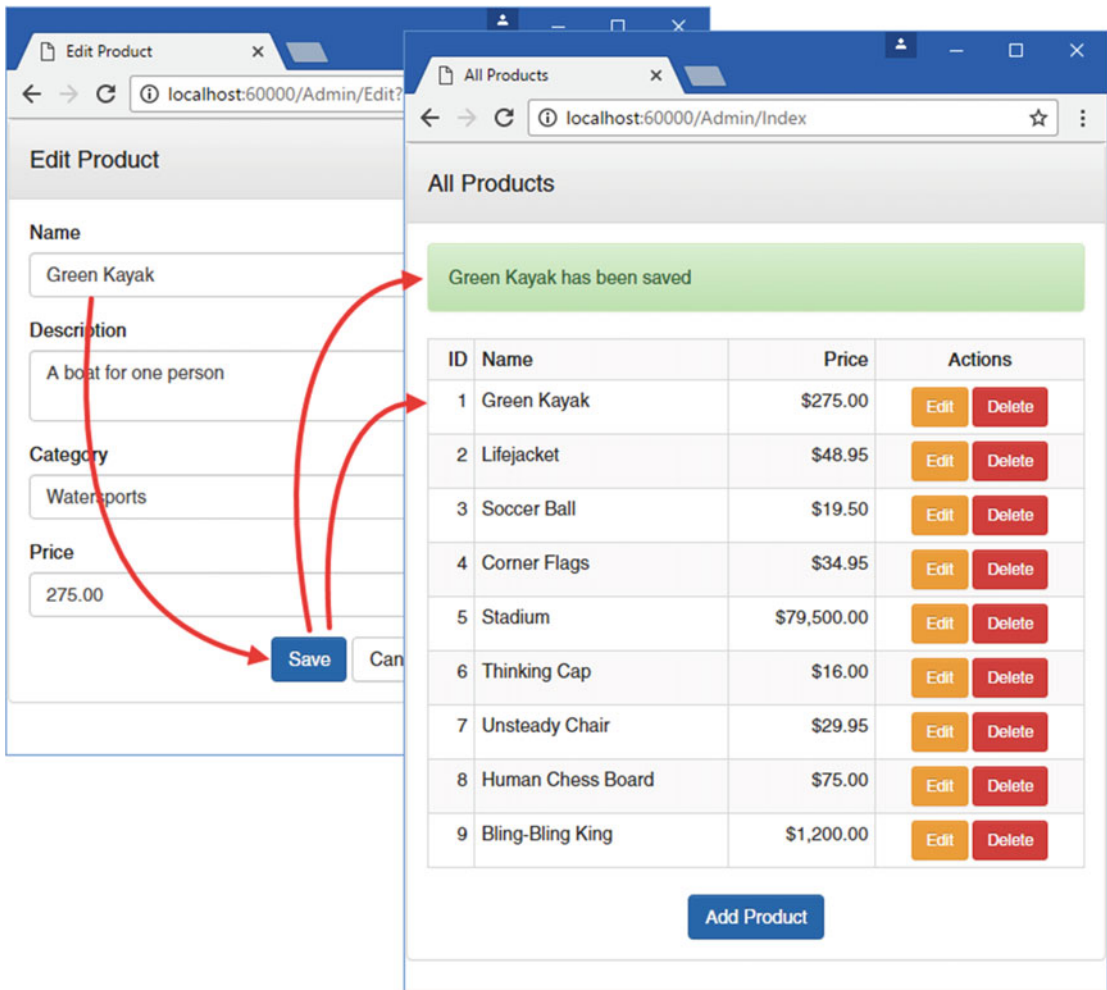 Edit Product
localhost:60000/Admin/Edit?
Edit Product
Name
Green Kayak
Description
A boat for one person
Category
Watersports
Price
275.00
Save Can
All Products
localhost:60000/Admin/Index
All Products
Green Kayak has been saved
ID Name Price Actions
1 Green Kayak $275.00 Edit Delete
2 Lifejacket $48.95 Edit Delete
3 Soccer Ball $19.50 Edit Delete
4 Corner Flags $34.95 Edit Delete
5 Stadium $79,500.00 Edit Delete
6 Thinking Cap $16.00 Edit Delete
7 Unsteady Chair $29.95 Edit Delete
8 Human Chess Board $75.00 Edit Delete
9 Bling-Bling King $1,200.00 Edit Delete
Add Product